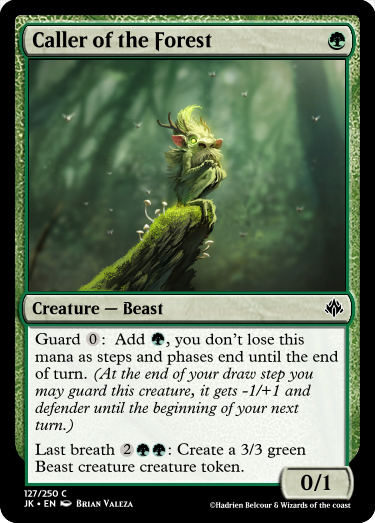 Caller of the Forest
Creature — Beast
Guard 0: Add , you don't lose this
mana as steps and phases end until the end
of turn. (At the end of your draw step you
may guard this creature, it gets -1/+1 and
defender until the beginning of your next
turn.)
Last breath 2: Create a 3/3 green
Beast creature creature token.
0/1
127/250 C
JK • EN Brian Valeza
©Hadrien Belcour & Wizards of the coast